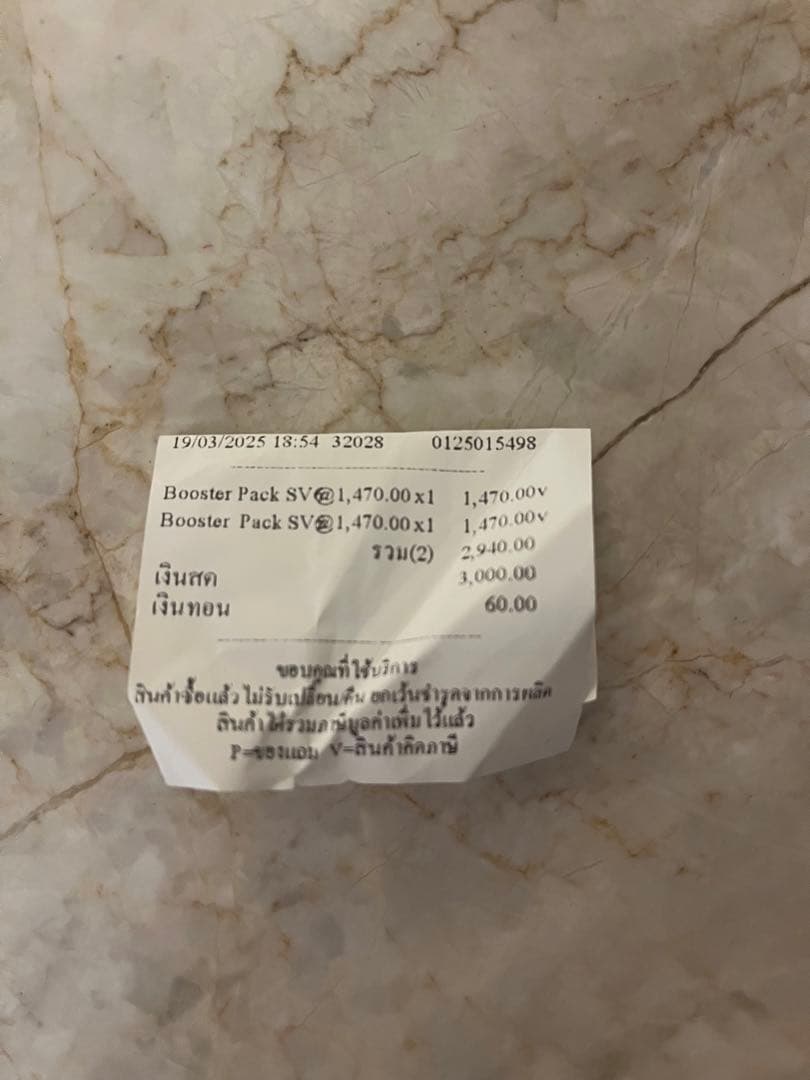 19/03/2025 18:54 32028 0125015498
Booster Pack SV@1,470.00x1 1,470.00v
Booster Pack SV@1,470.00x1 1,470.00v
รวม(2) 2,940.00
เงินสด 3,000.00
เงินทอน 60.00
ขอบคุณที่ใช้บริการ
สินค้าซื้อแล้ว ไม่รับเปลี่ยน/คืน ยกเว้นชำรุดจากการผลิต
สินค้าได้รวมภาษีมูลค่าเพิ่มไว้แล้ว
P=ของแถม V=สินค้าคิดภาษี